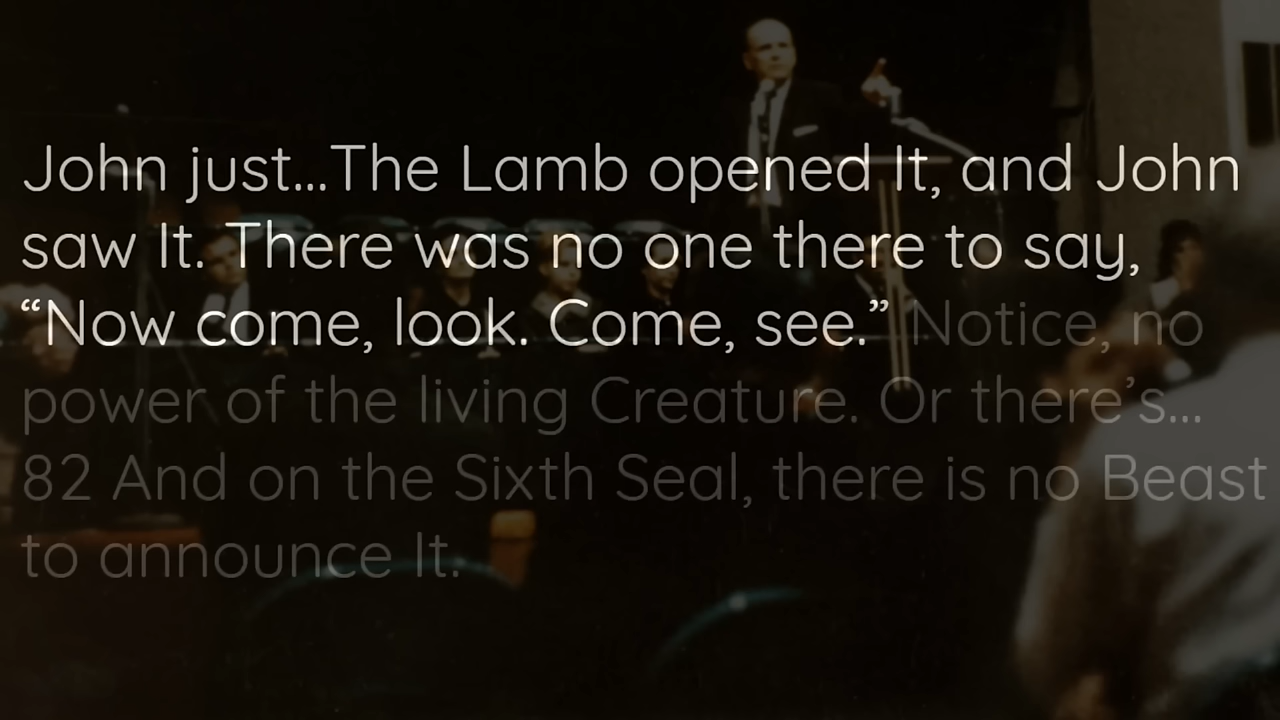 John just...The Lamb opened It, and John
saw It. There was no one there to say,
“Now come, look. Come, see.” Notice, no
power of the living Creature. Or there’s...
82 And on the Sixth Seal, there is no Beast
to announce It.